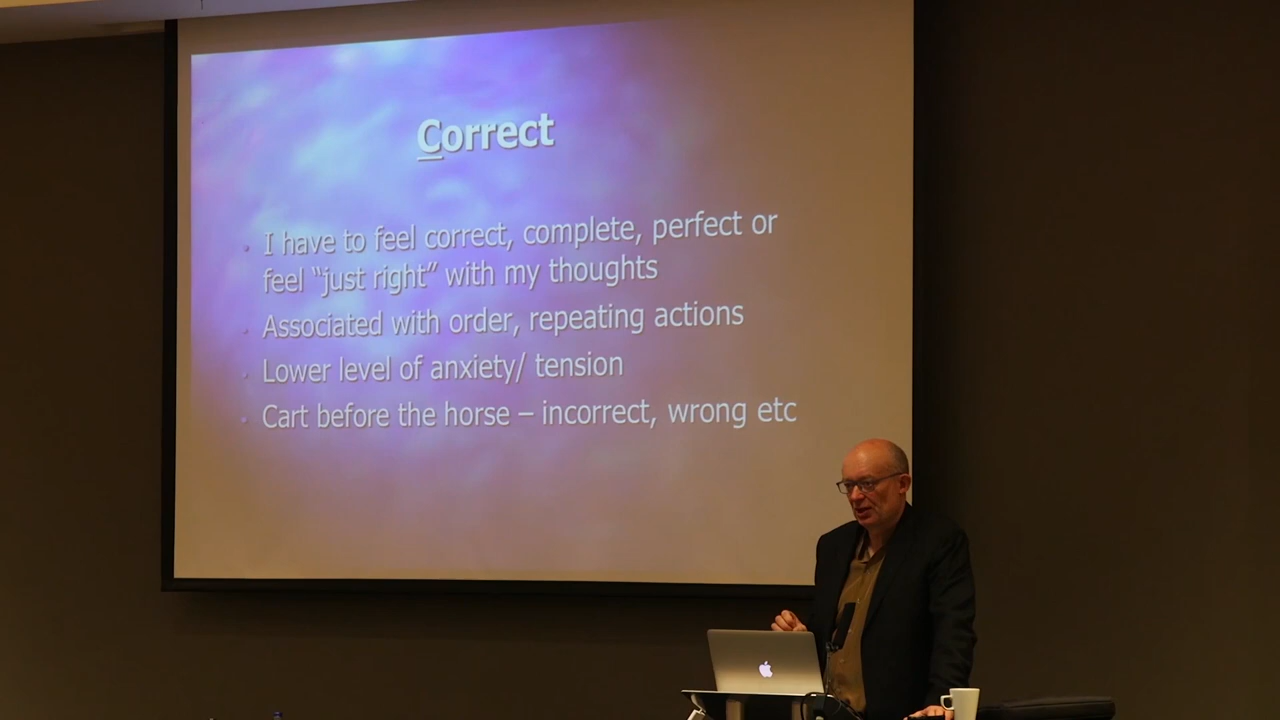 Correct
I have to feel correct, complete, perfect or
feel “just right” with my thoughts
Associated with order, repeating actions
Lower level of anxiety/ tension
Cart before the horse – incorrect, wrong etc